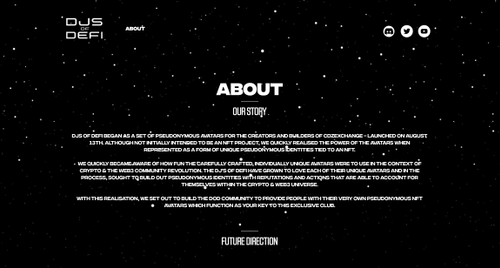 DJS
OF
DEFI
ABOUT
ABOUT
OUR STORY
DJS OF DEFI BEGAN AS A SET OF PSEUDONYMOUS AVATARS FOR THE CREATORS AND BUILDERS OF COZEXCHANGE - LAUNCHED ON AUGUST
13TH. ALTHOUGH NOT INITIALLY INTENDED TO BE AN NFT PROJECT, WE QUICKLY REALISED THE POWER OF THE AVATARS WHEN
REPRESENTED AS A FORM OF UNIQUE PSEUDONYMOUS IDENTITIES TIED TO AN NFT.
WE QUICKLY BECAME AWARE OF HOW FUN THE CAREFULLY CRAFTED, INDIVIDUALLY UNIQUE AVATARS WERE TO USE IN THE CONTEXT OF
CRYPTO & THE WEB3 COMMUNITY REVOLUTION. THE DJ'S OF DEFI HAVE GROWN TO LOVE EACH OF THEIR UNIQUE AVATARS AND IN THE
PROCESS, SOUGHT TO BUILD OUT PSEUDONYMOUS IDENTITIES WITH REPUTATIONS AND ACTIONS THAT ARE ABLE TO ACCOUNT FOR
THEMSELVES WITHIN THE CRYPTO & WEB3 UNIVERSE.
WITH THIS REALISATION, WE SET OUT TO BUILD THE DOD COMMUNITY TO PROVIDE PEOPLE WITH THEIR VERY OWN PSEUDONYMOUS NFT
AVATARS WHICH FUNCTION AS YOUR KEY TO THIS EXCLUSIVE CLUB.
FUTURE DIRECTION